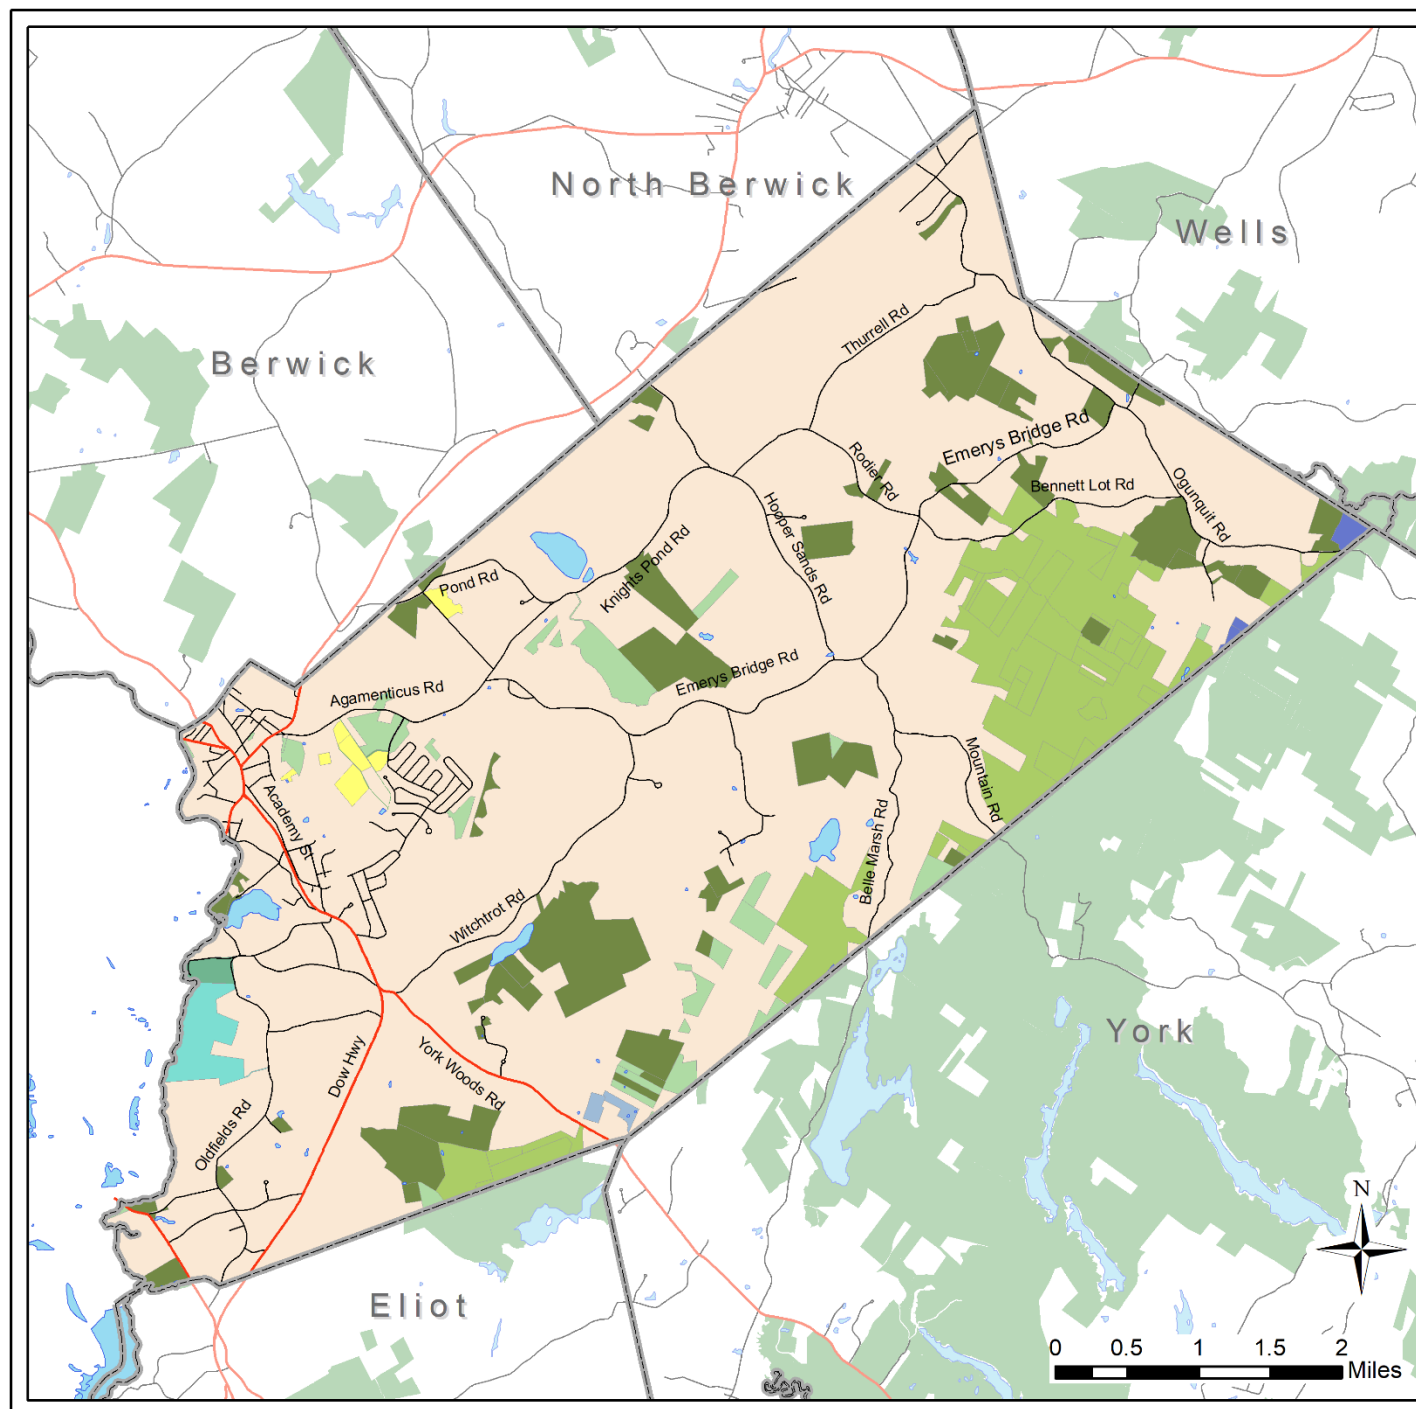 North Berwick
Wells
Thurrell Rd
Berwick
Emerys Bridge Rd
Rodier Rd
Bennett Lot Rd
Ogunquit Rd
Hooper Sands Rd
Knights Pond Rd
Pond Rd
Emerys Bridge Rd
Agamenticus Rd
Mountain Rd
Academy St
Belle Marsh Rd
Witchtrot Rd
York
Dow Hwy
York Woods Rd
Oldfields Rd
N
Eliot
0 0.5 1 1.5 2
Miles